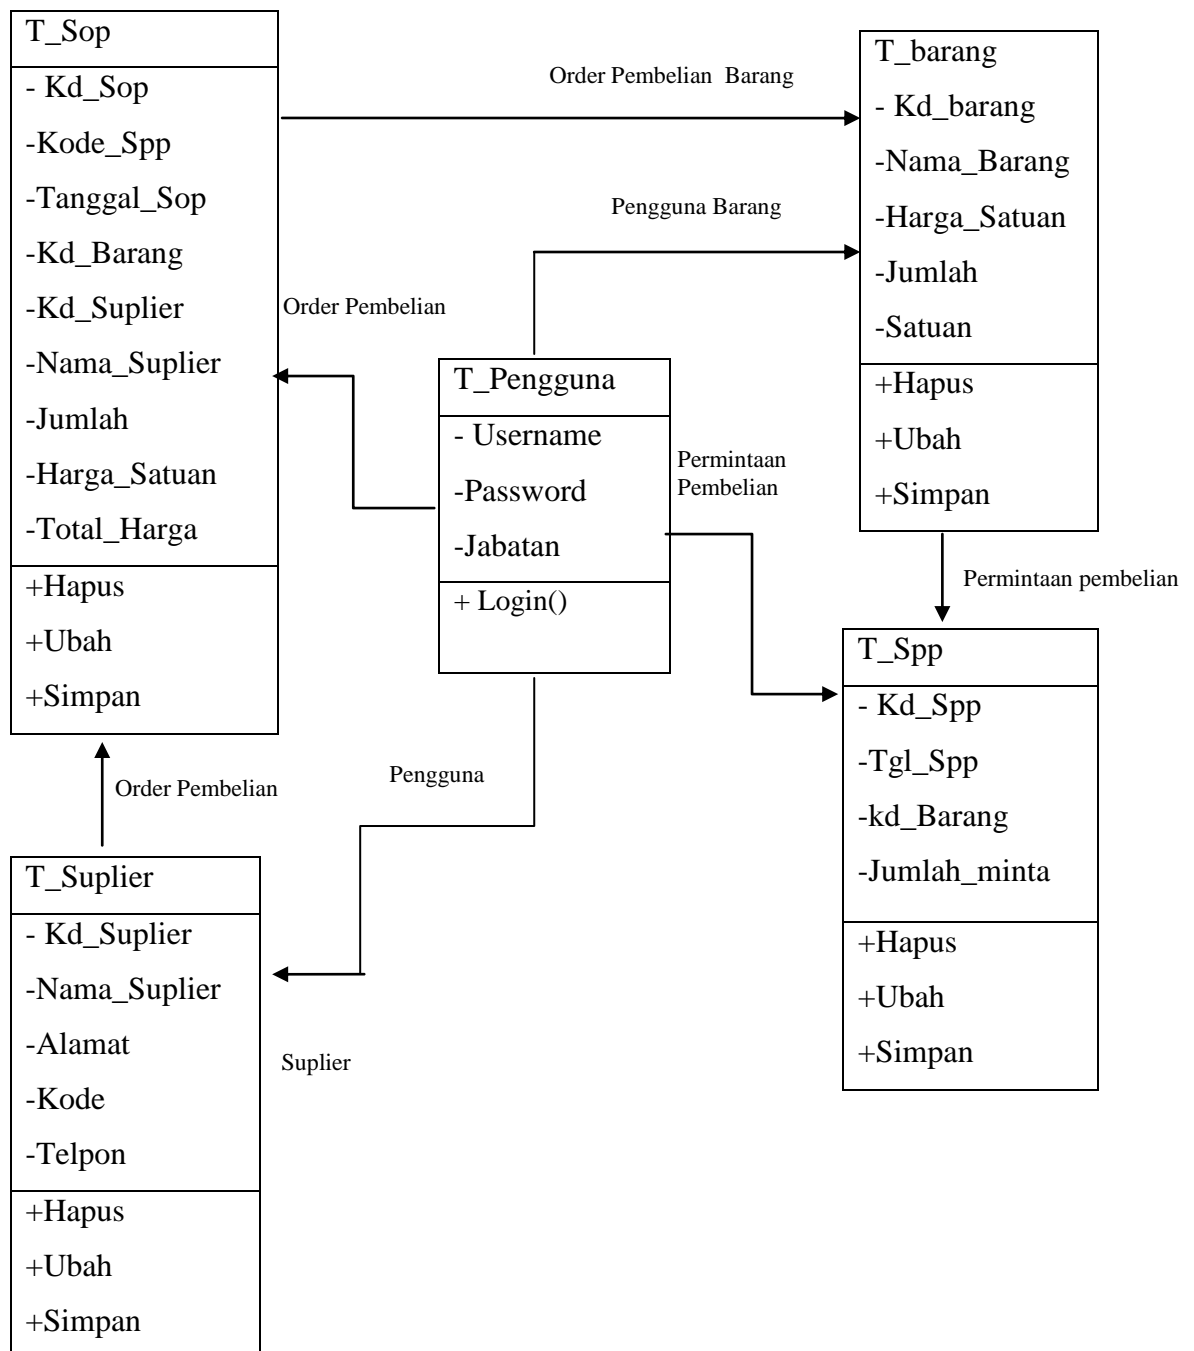 T_Sop
- Kd_Sop
-Kode_Spp
-Tanggal_Sop
-Kd_Barang
-Kd_Suplier
-Nama_Suplier
-Jumlah
-Harga_Satuan
-Total_Harga
+Hapus
+Ubah
+Simpan
Order Pembelian  Barang
T_barang
- Kd_barang
-Nama_Barang
-Harga_Satuan
-Jumlah
-Satuan
+Hapus
+Ubah
+Simpan
Pengguna Barang
Order Pembelian
T_Pengguna
- Username
-Password
-Jabatan
+ Login()
Permintaan
Pembelian
Permintaan pembelian
T_Spp
- Kd_Spp
-Tgl_Spp
-kd_Barang
-Jumlah_minta
+Hapus
+Ubah
+Simpan
Order Pembelian
Pengguna
T_Suplier
- Kd_Suplier
-Nama_Suplier
-Alamat
-Kode
-Telpon
+Hapus
+Ubah
+Simpan
Suplier